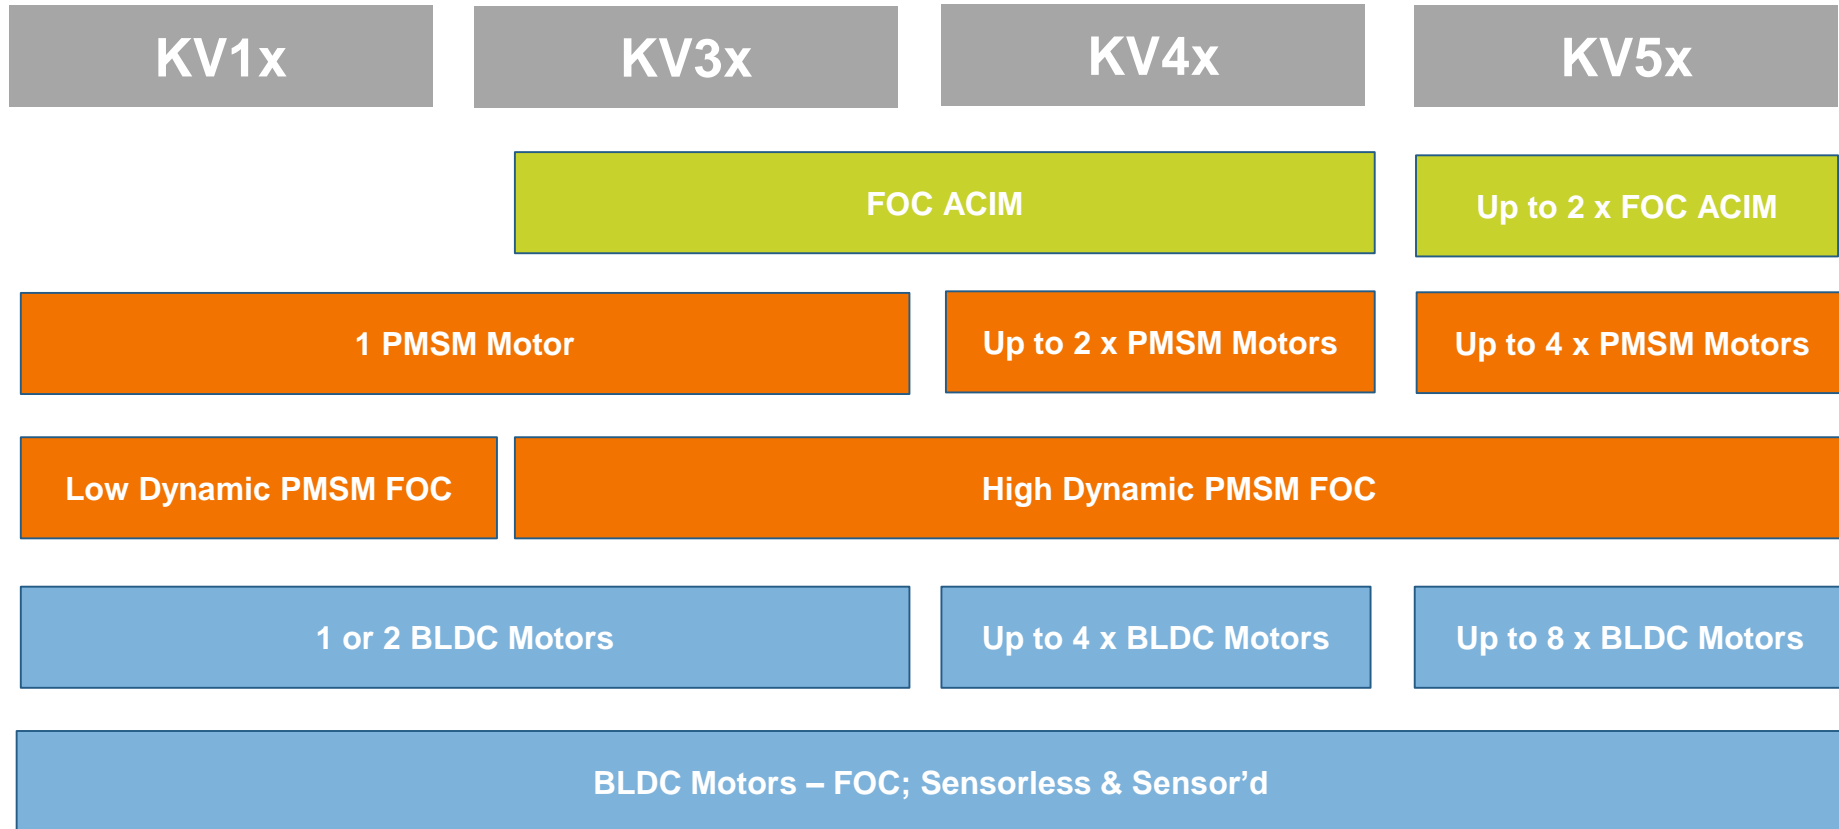 KV1x
KV3x
KV4x
KV5x
FOC ACIM
Up to 2 x FOC ACIM
1 PMSM Motor
Up to 2 x PMSM Motors
Up to 4 x PMSM Motors
Low Dynamic PMSM FOC
High Dynamic PMSM FOC
1 or 2 BLDC Motors
Up to 4 x BLDC Motors
Up to 8 x BLDC Motors
BLDC Motors – FOC; Sensorless & Sensor’d